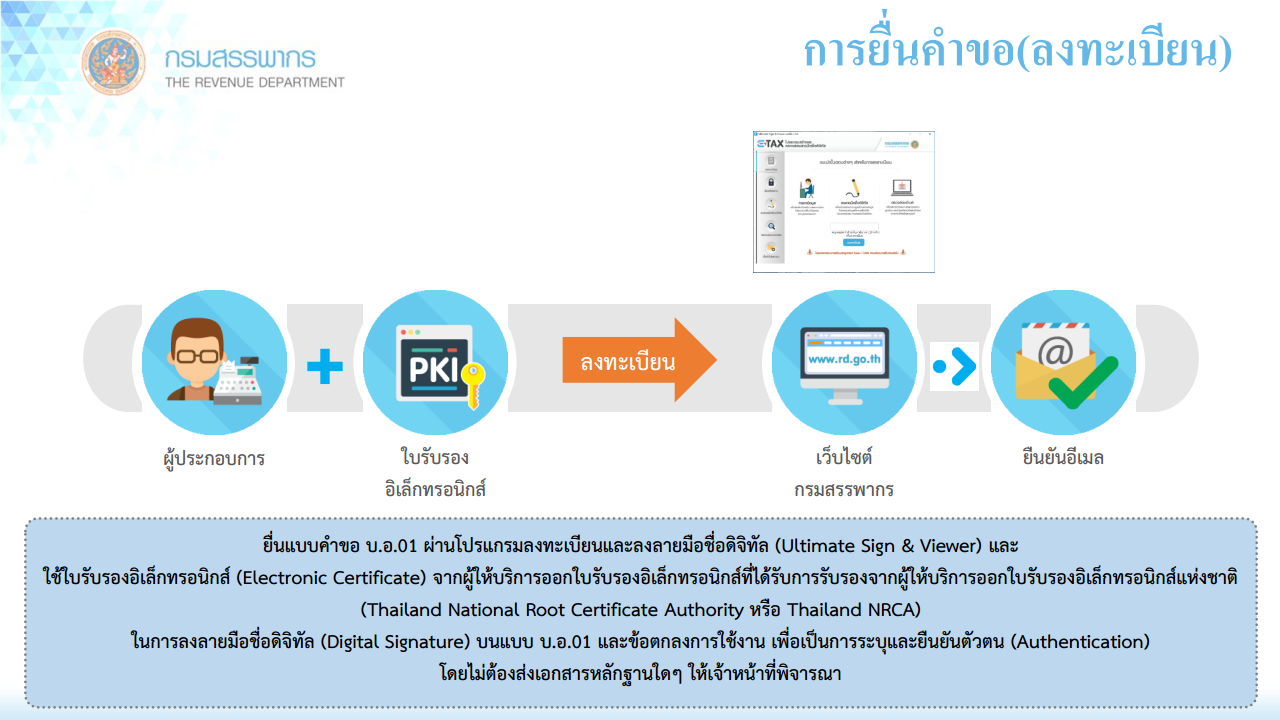 กรมสรรพากร
THE REVENUE DEPARTMENT
การยื่นคำขอ(ลงทะเบียน)
e-TAX
PKI
ลงทะเบียน
www.rd.go.th
@
ผู้ประกอบการ
ใบรับรอง
อิเล็กทรอนิกส์
เว็บไซต์
กรมสรรพากร
ยืนยันอีเมล
ยื่นแบบคำขอ บ.อ.01 ผ่านโปรแกรมลงทะเบียนและลงลายมือชื่อดิจิทัล (Ultimate Sign & Viewer) และ
ใช้ใบรับรองอิเล็กทรอนิกส์ (Electronic Certificate) จากผู้ให้บริการออกใบรับรองอิเล็กทรอนิกส์ที่ได้รับการรับรองจากผู้ให้บริการออกใบรับรองอิเล็กทรอนิกส์แห่งชาติ
(Thailand National Root Certificate Authority หรือ Thailand NRCA)
ในการลงลายมือชื่อดิจิทัล (Digital Signature) บนแบบ บ.อ.01 และข้อตกลงการใช้งาน เพื่อเป็นการระบุและยืนยันตัวตน (Authentication)
โดยไม่ต้องส่งเอกสารหลักฐานใดๆ ให้เจ้าหน้าที่พิจารณา